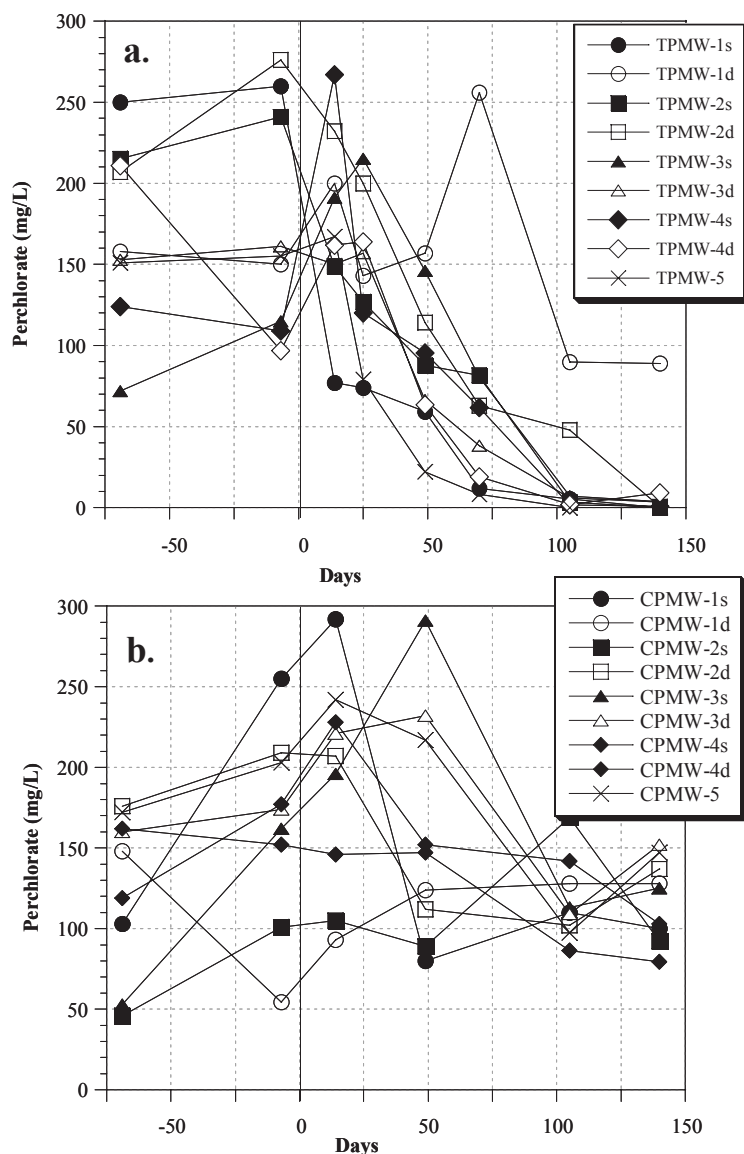 300
250
200
150
100
50
0
Perchlorate (mg/L)
a.
TPMW-1s
TPMW-1d
TPMW-2s
TPMW-2d
TPMW-3s
TPMW-3d
TPMW-4s
TPMW-4d
TPMW-5
-50 0 50 100 150
Days
300
250
200
150
100
50
0
Perchlorate (mg/L)
b.
CPMW-1s
CPMW-1d
CPMW-2s
CPMW-2d
CPMW-3s
CPMW-3d
CPMW-4s
CPMW-4d
CPMW-5
-50 0 50 100 150
Days